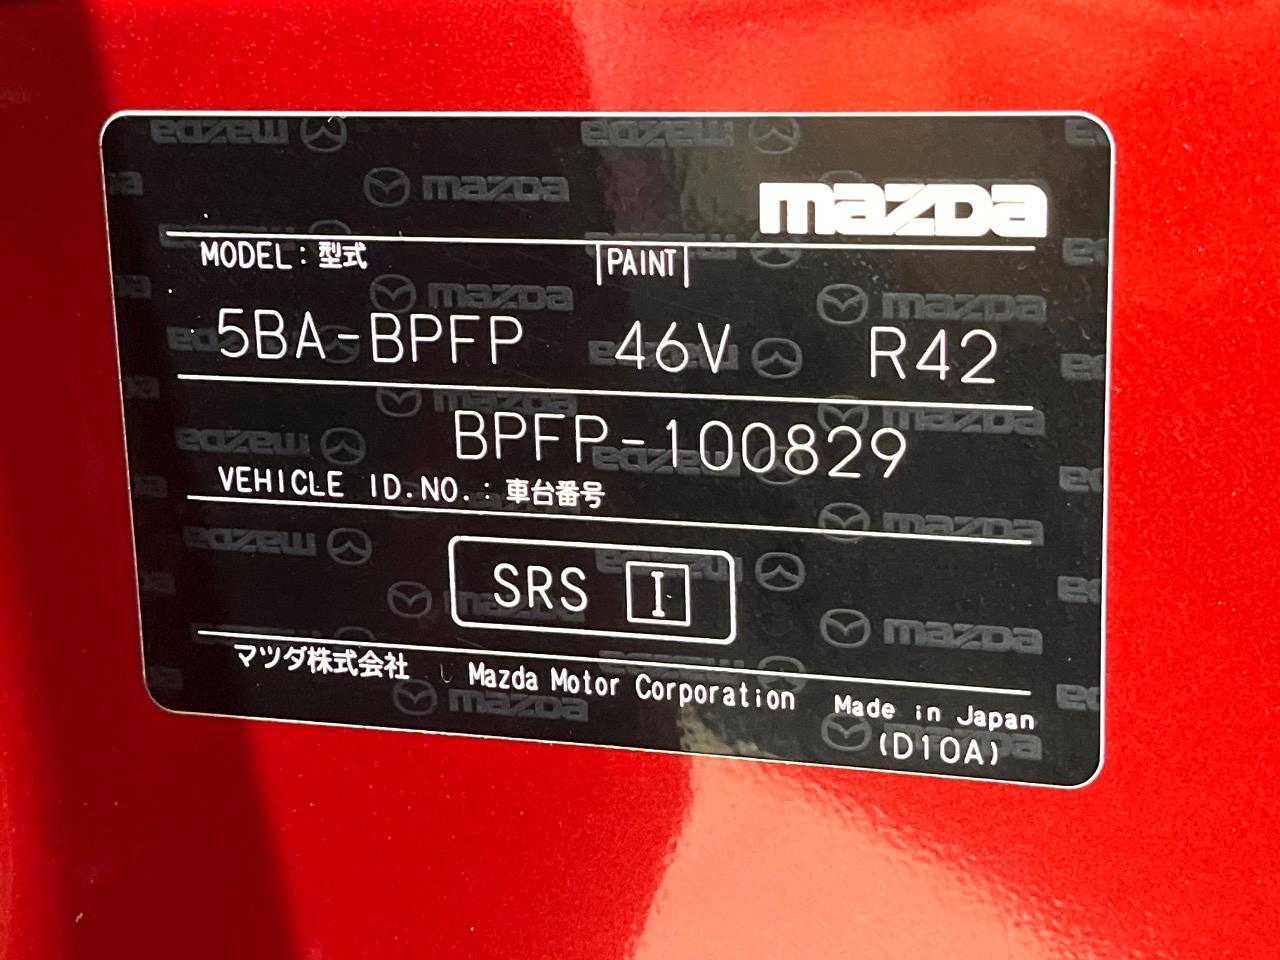 mazda
MODEL：型式 PAINT
5BA-BPFP 46V R42
BPFP-100829
VEHICLE ID.NO.：車台番号
SRS I
マツダ株式会社 Mazda Motor Corporation Made in Japan
(D10A)